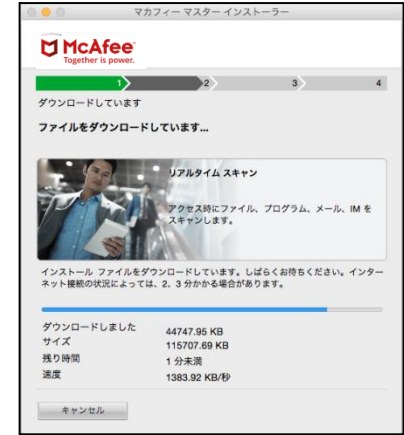 マカフィー マスター インストーラー
McAfee
Together is power.
1 2 3 4
ダウンロードしています
ファイルをダウンロードしています...
リアルタイム スキャン
アクセス時にファイル、プログラム、メール、IM を
スキャンします。
インストール ファイルをダウンロードしています。しばらくお待ちください。インター
ネット接続の状況によっては、2、3 分かかる場合があります。
ダウンロードしました 44747.95 KB
サイズ 115707.69 KB
残り時間 1 分未満
速度 1383.92 KB/秒
キャンセル